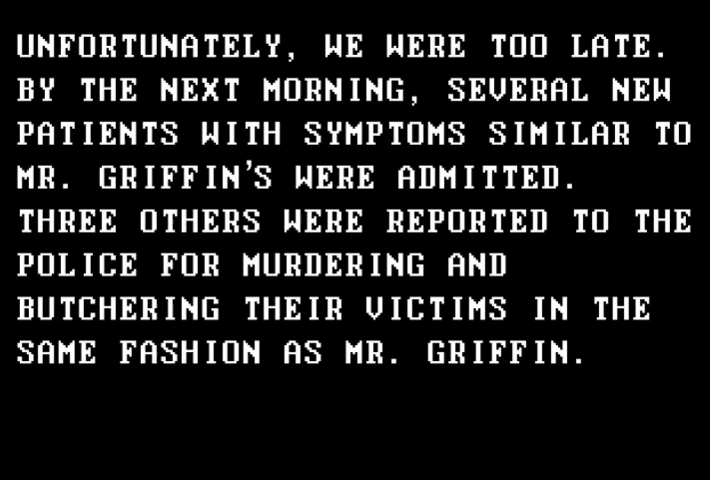 UNFORTUNATELY, WE WERE TOO LATE.
BY THE NEXT MORNING, SEVERAL NEW
PATIENTS WITH SYMPTOMS SIMILAR TO
MR. GRIFFIN'S WERE ADMITTED.
THREE OTHERS WERE REPORTED TO THE
POLICE FOR MURDERING AND
BUTCHERING THEIR VICTIMS IN THE
SAME FASHION AS MR. GRIFFIN.